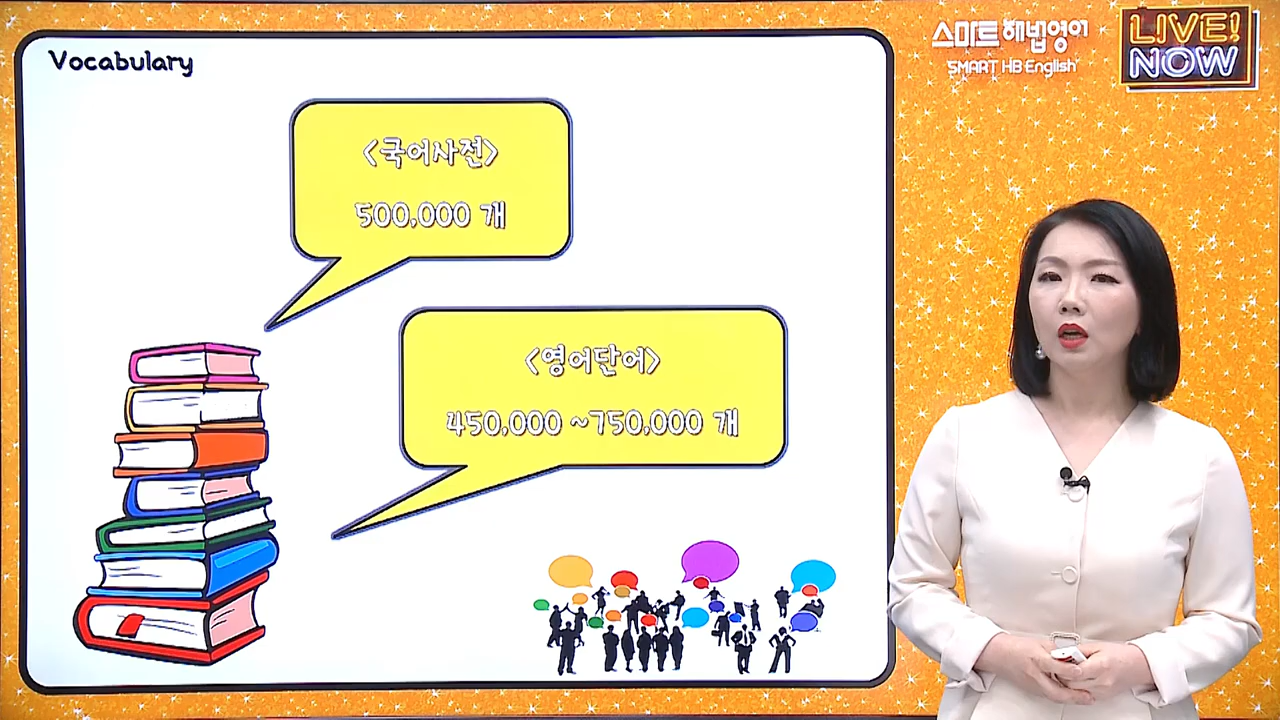 Vocabulary
스마트 해법영어
SMART HB English
LIVE!
NOW
<국어사전>
500,000 개
<영어단어>
450,000 ~750,000 개